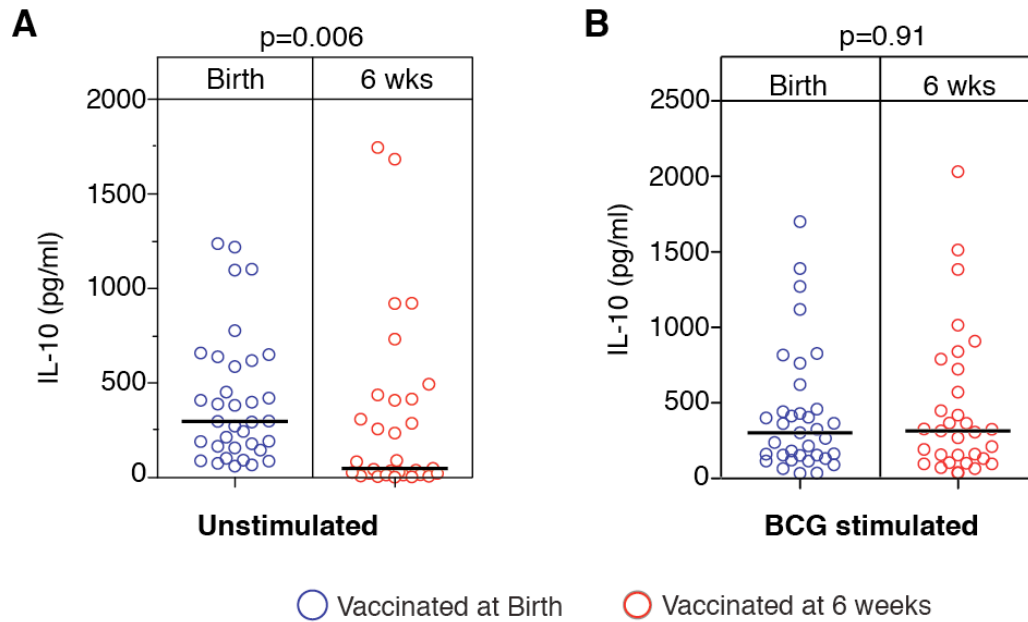 A
p=0.006
Birth
6 wks
2000
1500
1000
500
0
IL-10 (pg/ml)
Unstimulated
B
p=0.91
Birth
6 wks
2500
2000
1500
1000
500
0
IL-10 (pg/ml)
BCG stimulated
Vaccinated at Birth
Vaccinated at 6 weeks